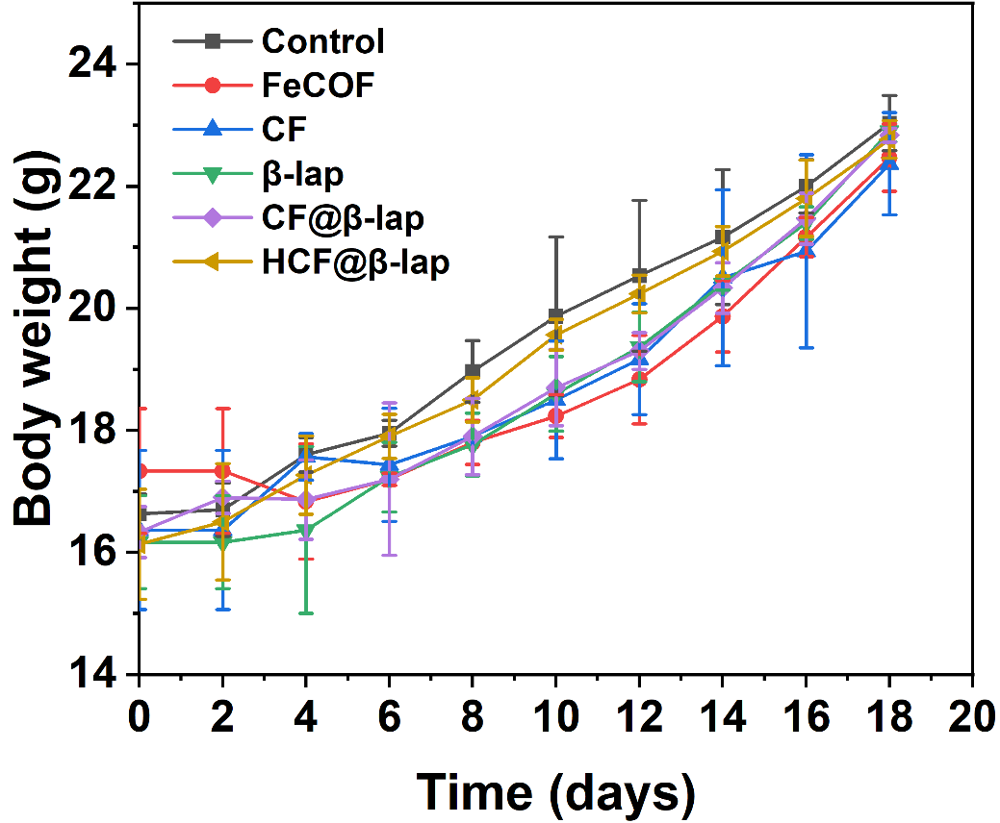 Control
FeCOF
CF
β-lap
CF@β-lap
HCF@β-lap
Body weight (g)
24
22
20
18
16
14
0 2 4 6 8 10 12 14 16 18 20
Time (days)